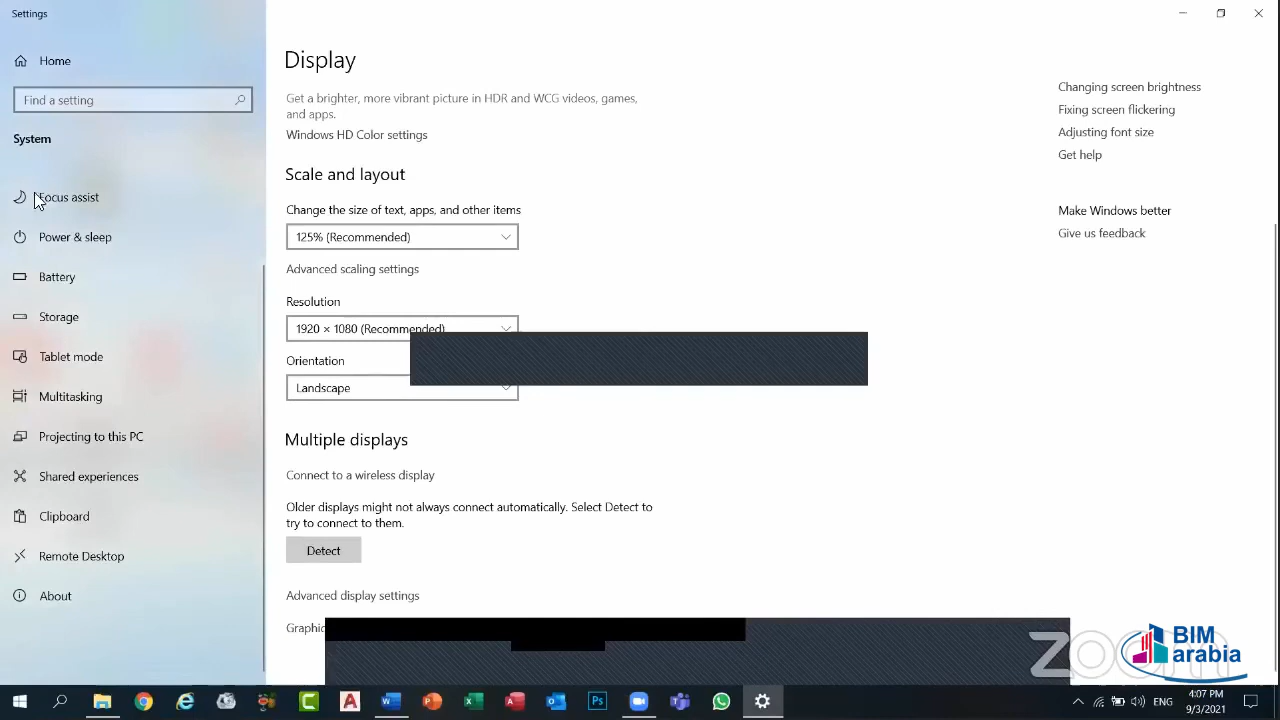 Settings
Home
Find a setting
System
ocus assist
Power & sleep
Battery
Storage
Tablet mode
Multitasking
Projecting to this PC
Shared experiences
Clipboard
Remote Desktop
About
Display
Get a brighter, more vibrant picture in HDR and WCG videos, games,
and apps.
Windows HD Color settings
Scale and layout
Change the size of text, apps, and other items
125% (Recommended)
Advanced scaling settings
Resolution
1920 × 1080 (Recommended)
Orientation
Landscape
Multiple displays
Connect to a wireless display
Older displays might not always connect automatically. Select Detect to
try to connect to them.
Detect
Advanced display settings
Graphic
Changing screen brightness
Fixing screen flickering
Adjusting font size
Get help
Make Windows better
Give us feedback
zoom
BIM
arabia
ENG
4:07 PM
9/3/2021